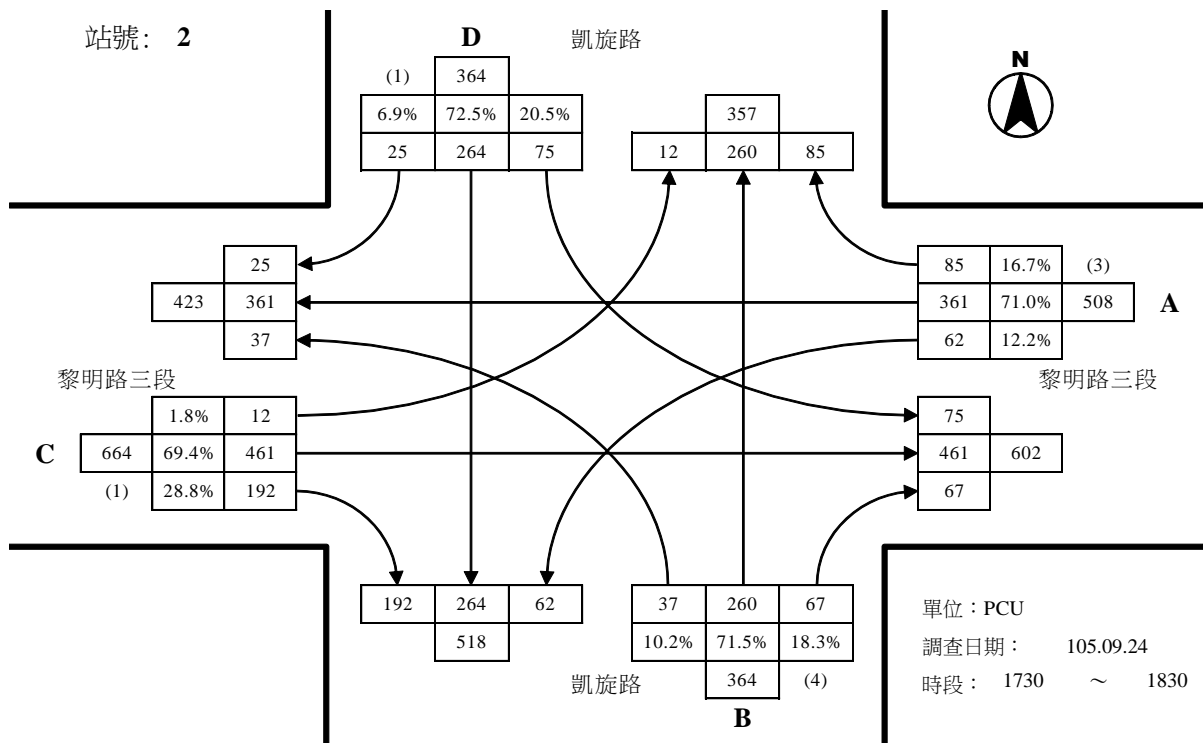 站號: 2
D 凱旋路
N
(1) 364
6.9% 72.5% 20.5%
25 264 75
357
12 260 85
25
423 361
37
85 16.7% (3)
361 71.0% 508 A
62 12.2%
黎明路三段
黎明路三段
1.8% 12
C 664 69.4% 461
(1) 28.8% 192
75
461 602
67
192 264 62
518
37 260 67
10.2% 71.5% 18.3%
凱旋路 364 (4)
B
單位：PCU
調查日期： 105.09.24
時段： 1730 ～ 1830